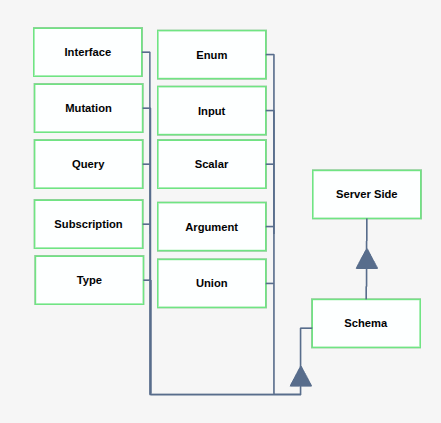 Interface
Mutation
Query
Subscription
Type
Enum
Input
Scalar
Argument
Union
Server Side
Schema